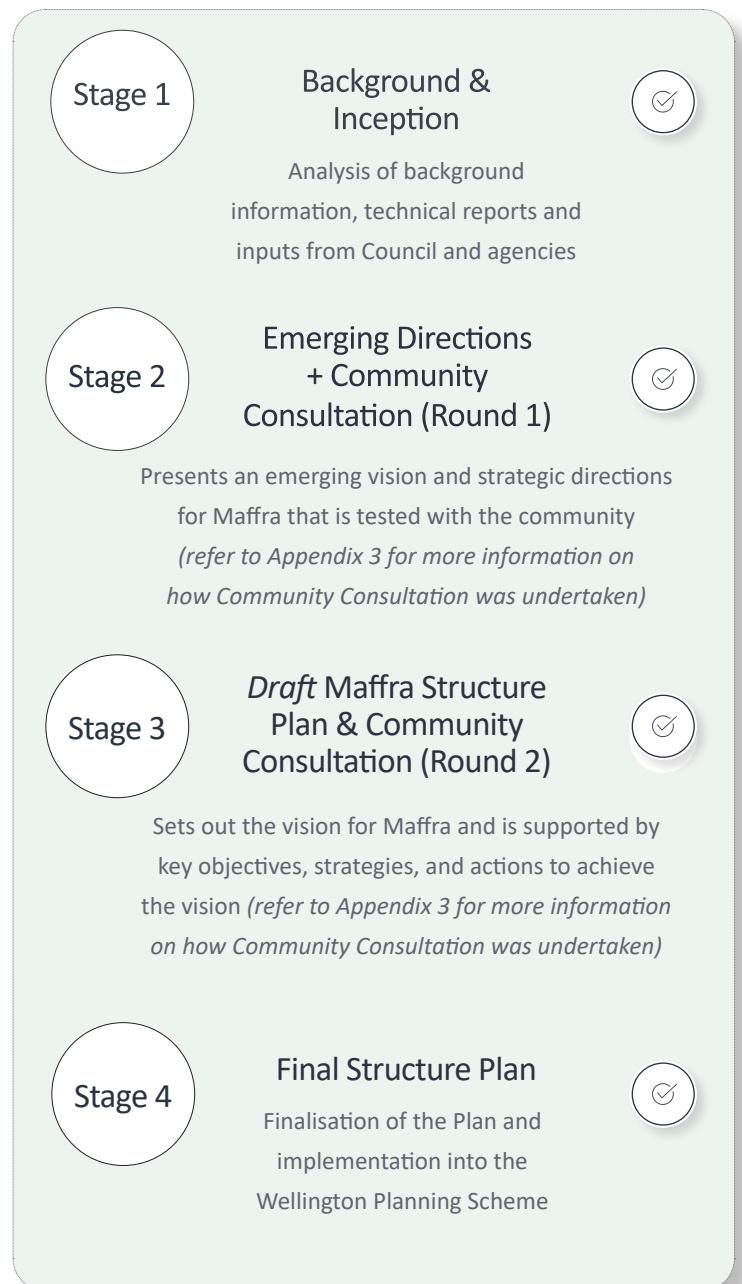 Stage 1
Background &
Inception
Analysis of background
information, technical reports and
inputs from Council and agencies
Stage 2
Emerging Directions
+ Community
Consultation (Round 1)
Presents an emerging vision and strategic directions
for Maffra that is tested with the community
(refer to Appendix 3 for more information on
how Community Consultation was undertaken)
Stage 3
Draft Maffra Structure
Plan & Community
Consultation (Round 2)
Sets out the vision for Maffra and is supported by
key objectives, strategies, and actions to achieve
the vision (refer to Appendix 3 for more information
on how Community Consultation was undertaken)
Stage 4
Final Structure Plan
Finalisation of the Plan and
implementation into the
Wellington Planning Scheme